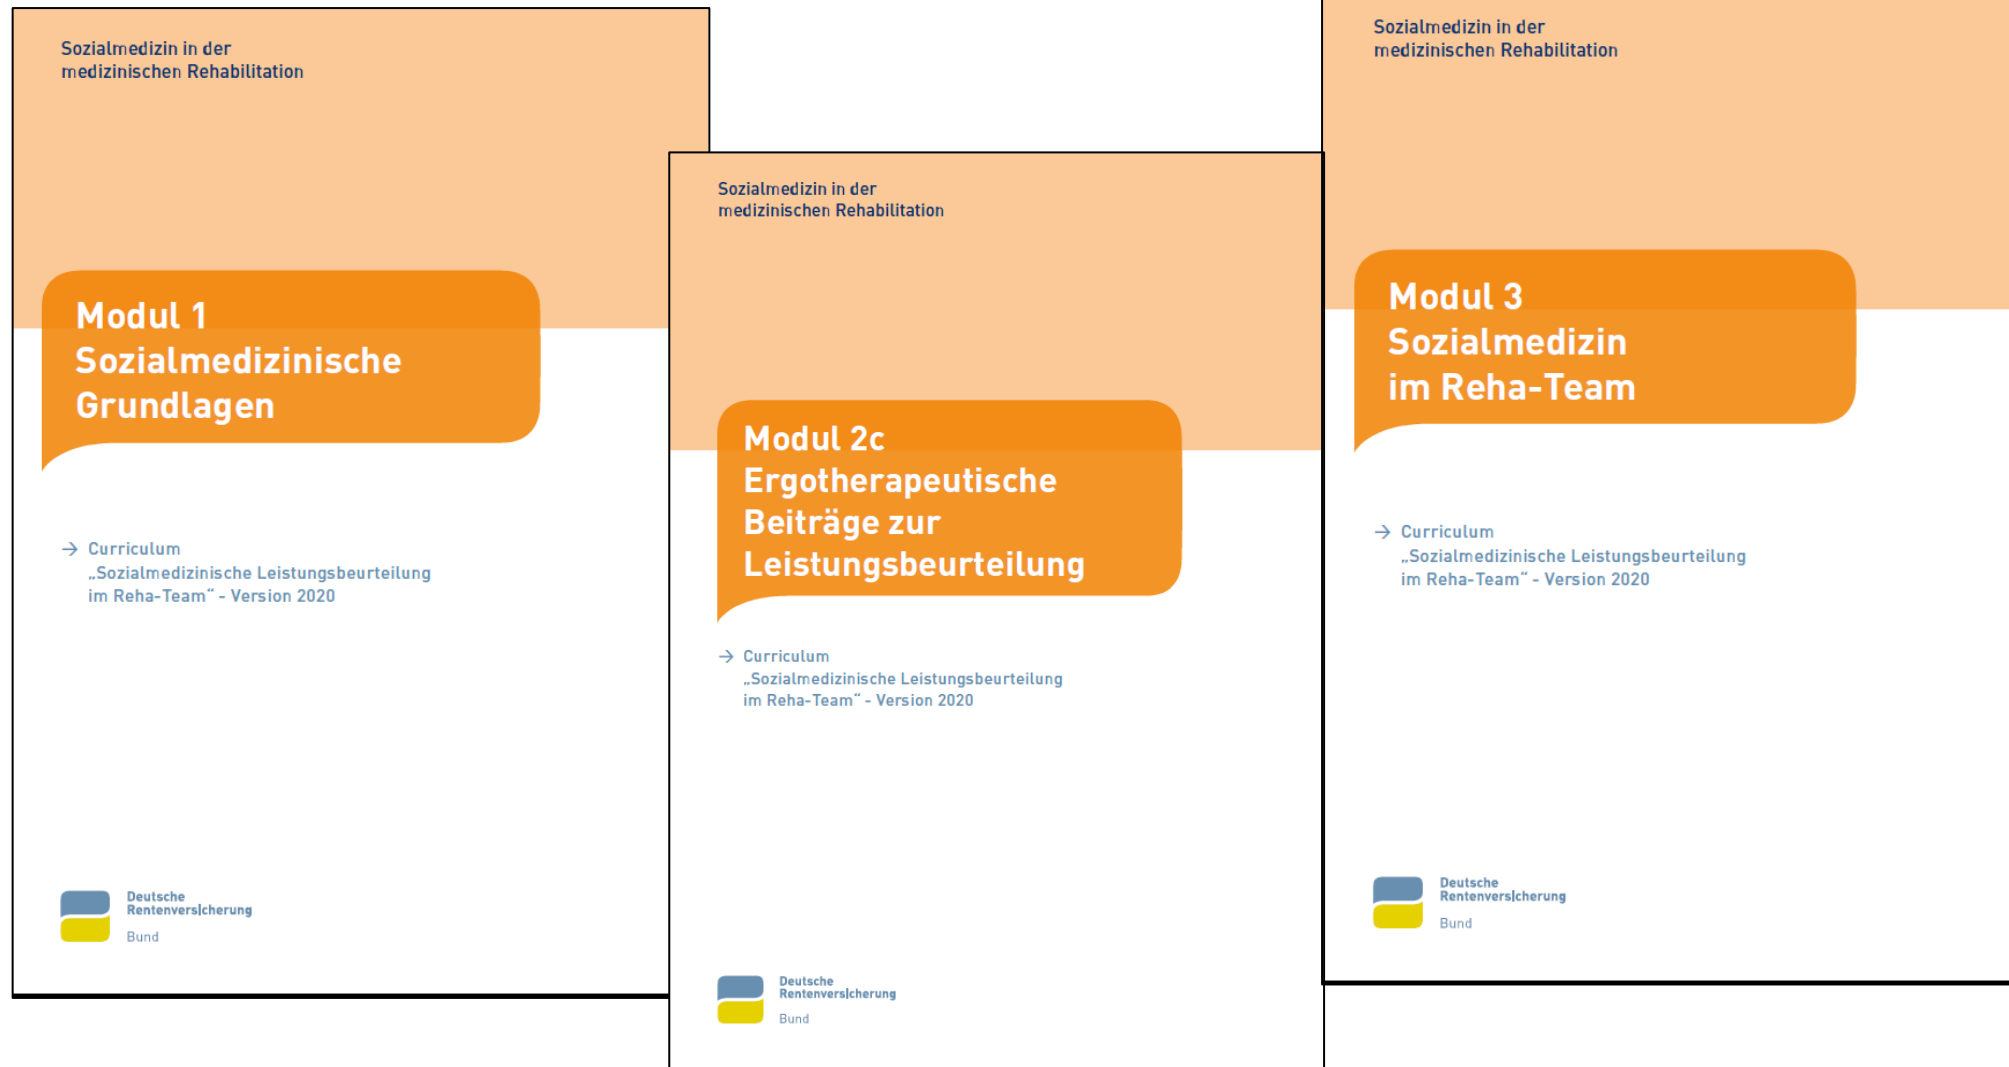 Sozialmedizin in der
medizinischen Rehabilitation
Modul 1
Sozialmedizinische
Grundlagen
→ Curriculum
„Sozialmedizinische Leistungsbeurteilung
im Reha-Team“ - Version 2020
Deutsche
Rentenversicherung
Bund
Sozialmedizin in der
medizinischen Rehabilitation
Modul 2c
Ergotherapeutische
Beiträge zur
Leistungsbeurteilung
→ Curriculum
„Sozialmedizinische Leistungsbeurteilung
im Reha-Team“ - Version 2020
Deutsche
Rentenversicherung
Bund
Sozialmedizin in der
medizinischen Rehabilitation
Modul 3
Sozialmedizin
im Reha-Team
→ Curriculum
„Sozialmedizinische Leistungsbeurteilung
im Reha-Team“ - Version 2020
Deutsche
Rentenversicherung
Bund